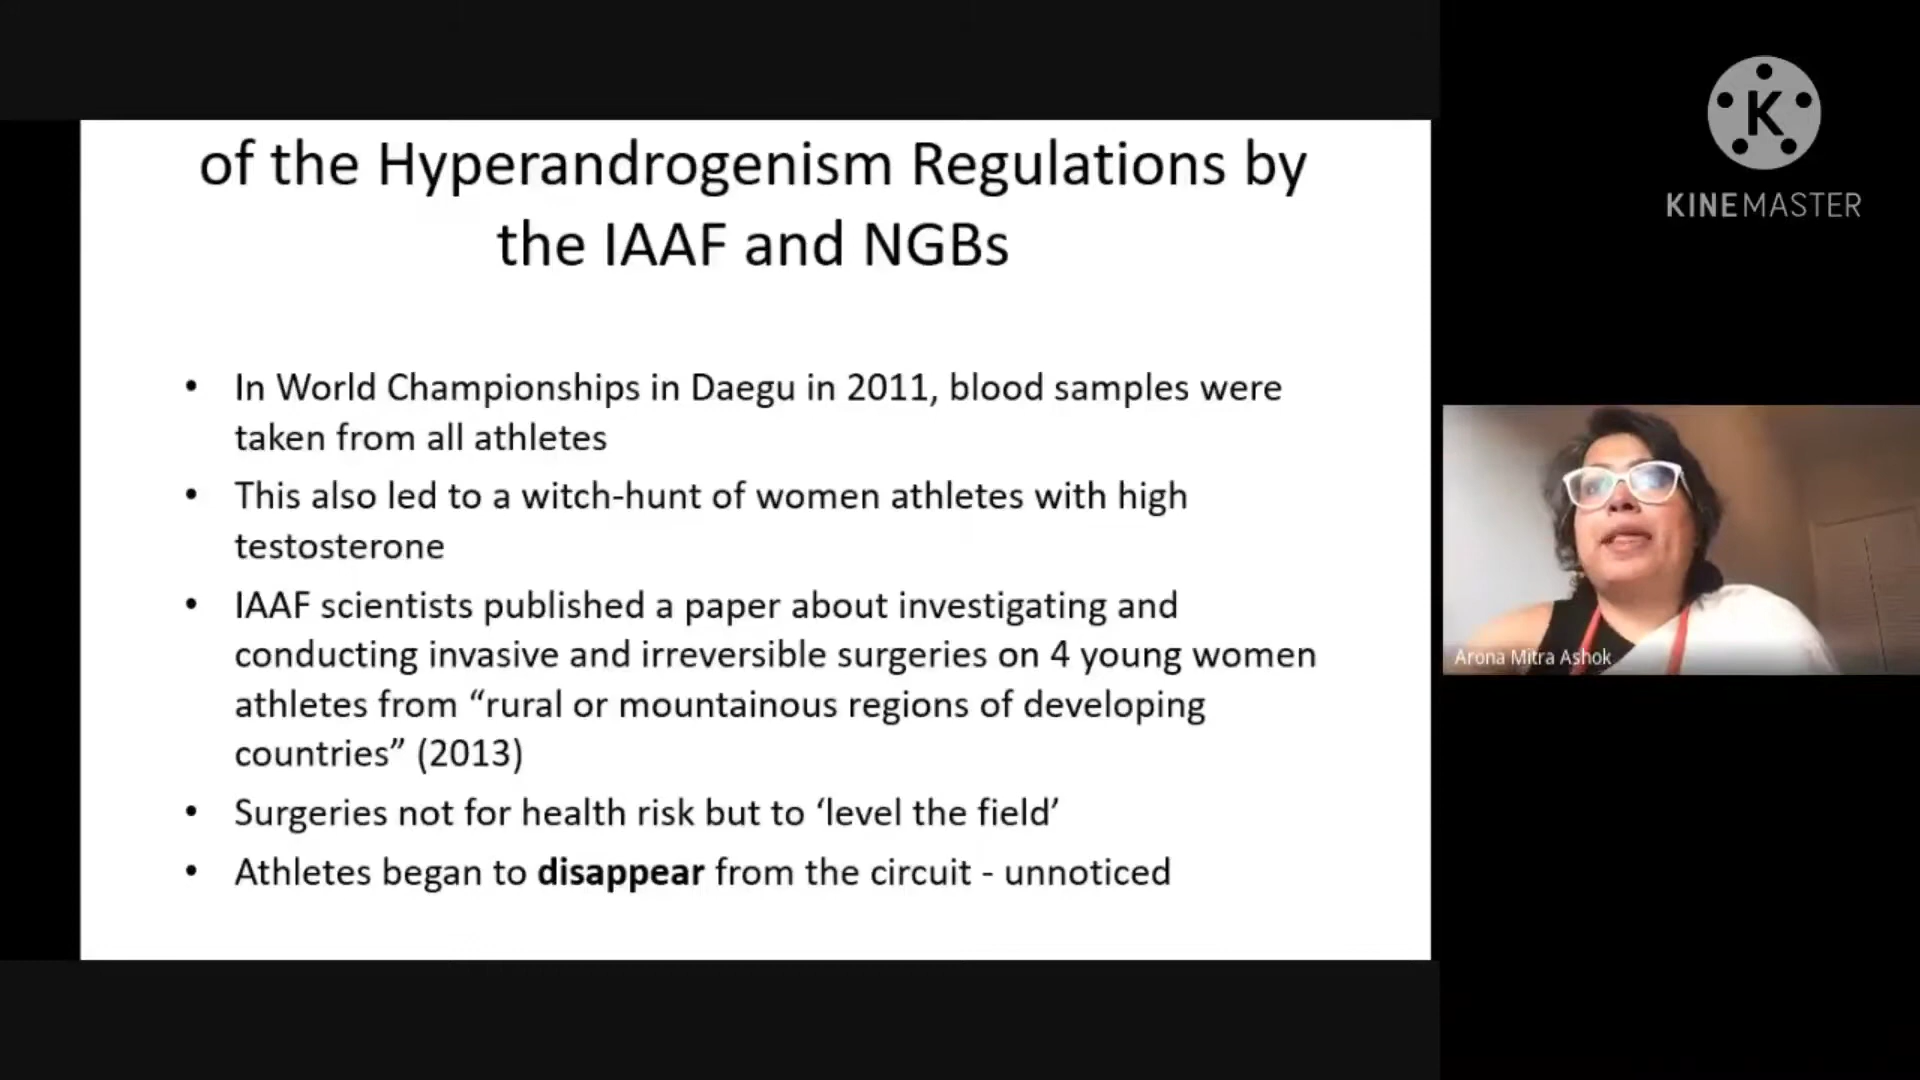 of the Hyperandrogenism Regulations by
the IAAF and NGBs
• In World Championships in Daegu in 2011, blood samples were
taken from all athletes
• This also led to a witch-hunt of women athletes with high
testosterone
• IAAF scientists published a paper about investigating and
conducting invasive and irreversible surgeries on 4 young women
athletes from “rural or mountainous regions of developing
countries” (2013)
• Surgeries not for health risk but to ‘level the field’
• Athletes began to disappear from the circuit - unnoticed
K
KINEMASTER
Arona Mitra Ashok